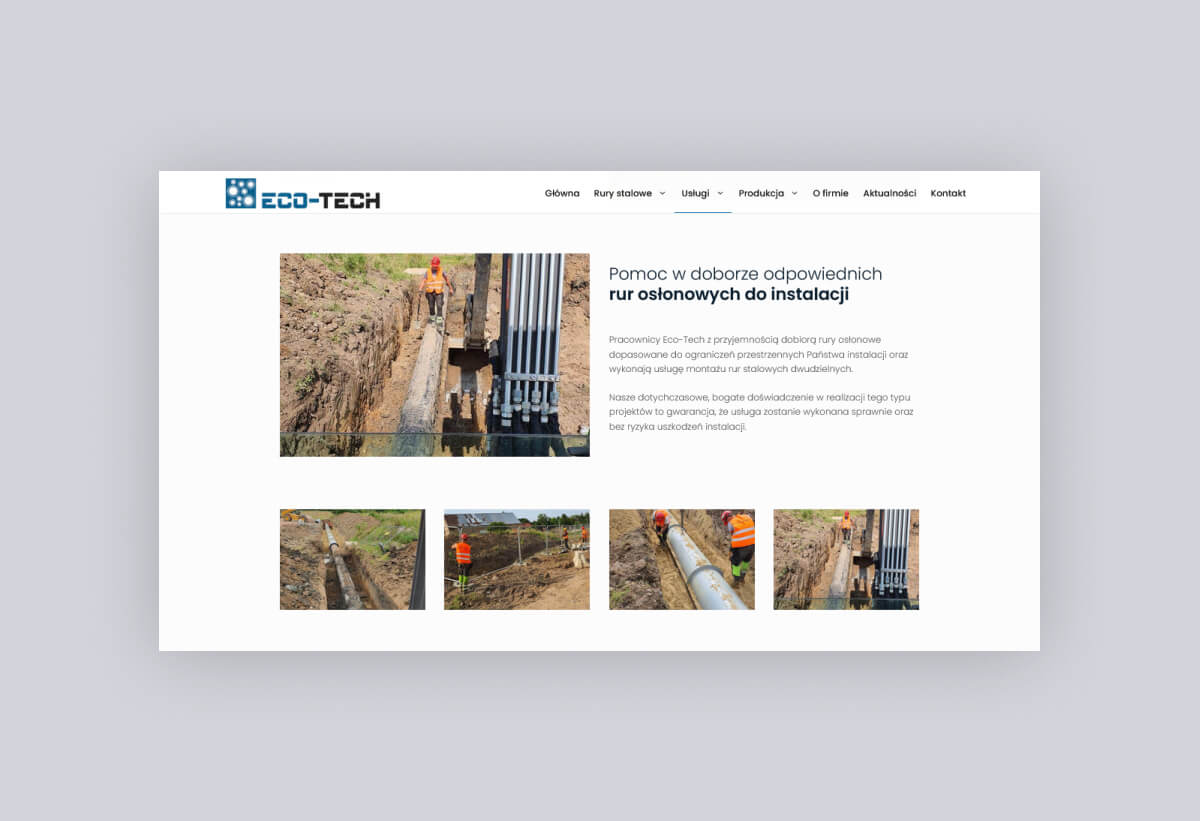 ECO-TECH
Główna Rury stalowe Usługi Produkcja O firmie Aktualności Kontakt
Pomoc w doborze odpowiednich
rur osłonowych do instalacji
Pracownicy Eco-Tech z przyjemnością dobiorą rury osłonowe
dopasowane do ograniczeń przestrzennych Państwa instalacji oraz
wykonają usługę montażu rur stalowych dwudzielnych.
Nasze dotychczasowe, bogate doświadczenie w realizacji tego typu
projektów to gwarancja, że usługa zostanie wykonana sprawnie oraz
bez ryzyka uszkodzeń instalacji.